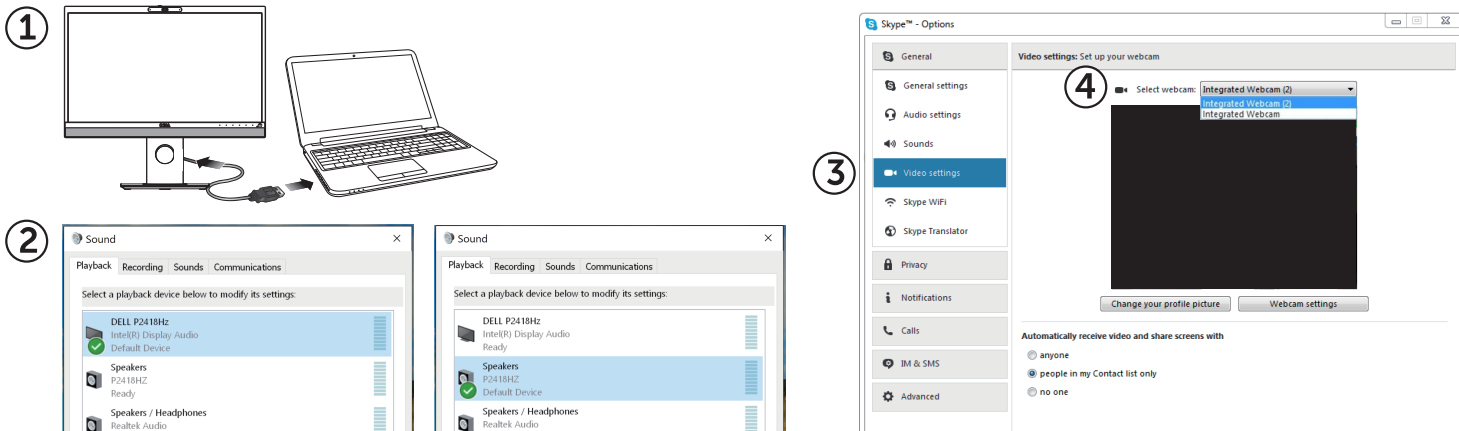 1
2
Sound
Playback Recording Sounds Communications
Select a playback device below to modify its settings:
DELL P2418Hz
Intel(R) Display Audio
Default Device
Speakers
P2418HZ
Ready
Speakers / Headphones
Realtek Audio
Sound
Playback Recording Sounds Communications
Select a playback device below to modify its settings:
DELL P2418Hz
Intel(R) Display Audio
Ready
Speakers
P2418HZ
Default Device
Speakers / Headphones
Realtek Audio
3
Skype™ - Options
General
General settings
Audio settings
Sounds
Video settings
Skype WiFi
Skype Translator
Privacy
Notifications
Calls
IM & SMS
Advanced
Video settings: Set up your webcam
4
Select webcam: Integrated Webcam (2)
Integrated Webcam (2)
Integrated Webcam
Change your profile picture Webcam settings
Automatically receive video and share screens with
anyone
people in my Contact list only
no one